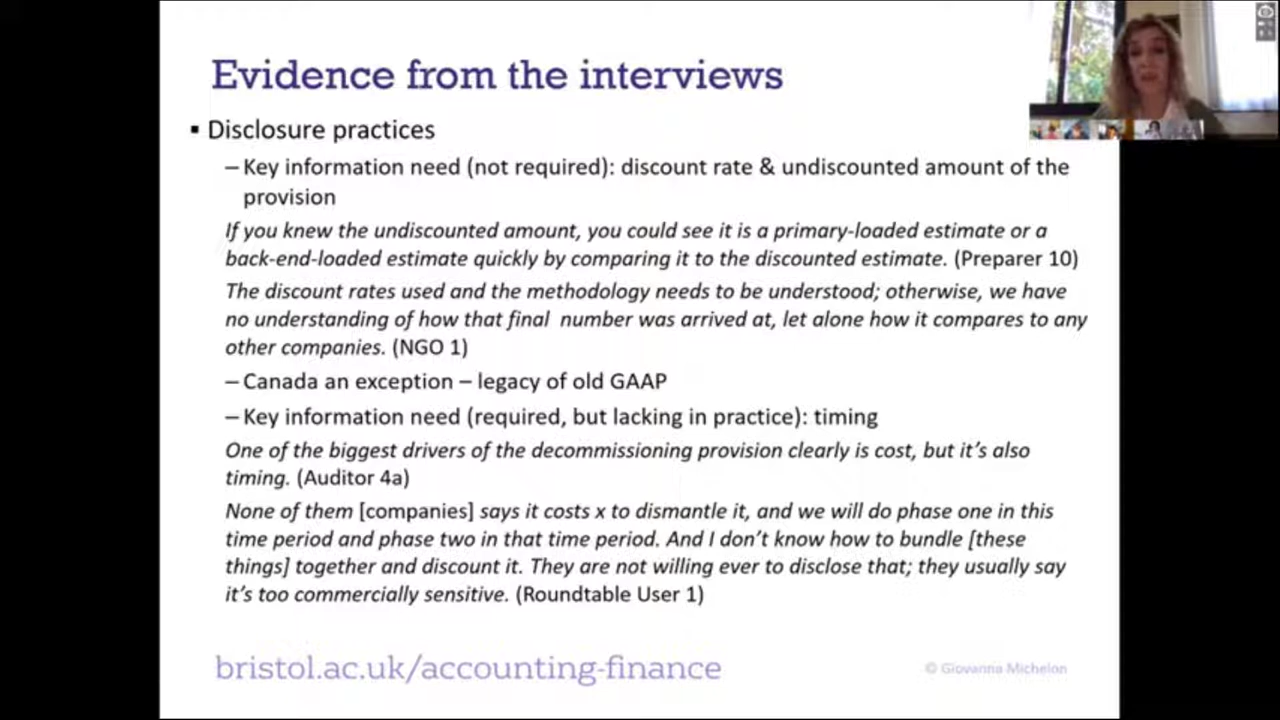 Evidence from the interviews
▪ Disclosure practices
– Key information need (not required): discount rate & undiscounted amount of the
provision
If you knew the undiscounted amount, you could see it is a primary-loaded estimate or a
back-end-loaded estimate quickly by comparing it to the discounted estimate. (Preparer 10)
The discount rates used and the methodology needs to be understood; otherwise, we have
no understanding of how that final number was arrived at, let alone how it compares to any
other companies. (NGO 1)
– Canada an exception – legacy of old GAAP
– Key information need (required, but lacking in practice): timing
One of the biggest drivers of the decommissioning provision clearly is cost, but it's also
timing. (Auditor 4a)
None of them [companies] says it costs x to dismantle it, and we will do phase one in this
time period and phase two in that time period. And I don't know how to bundle [these
things] together and discount it. They are not willing ever to disclose that; they usually say
it's too commercially sensitive. (Roundtable User 1)
bristol.ac.uk/accounting-finance
© Giovanna Michelon